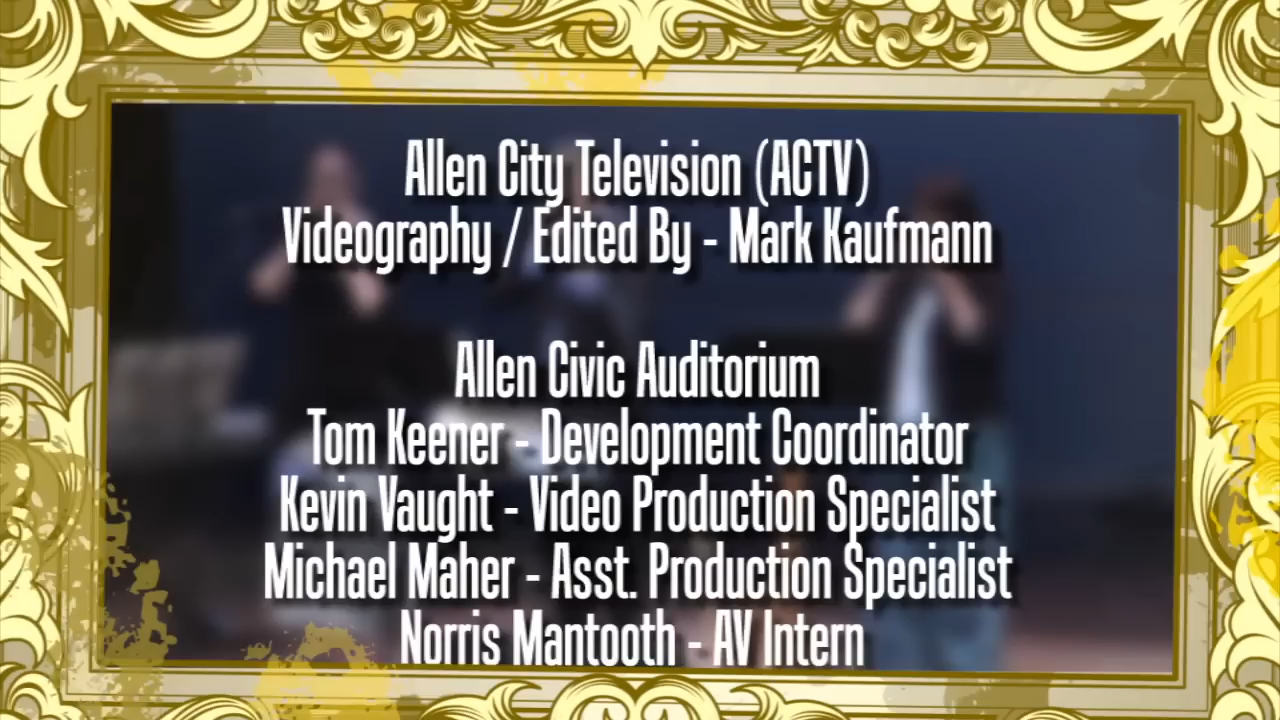 Allen City Television (ACTV)
Videography / Edited By - Mark Kaufmann
Allen Civic Auditorium
Tom Keener - Development Coordinator
Kevin Vaught - Video Production Specialist
Michael Maher - Asst. Production Specialist
Norris Mantooth - AV Intern